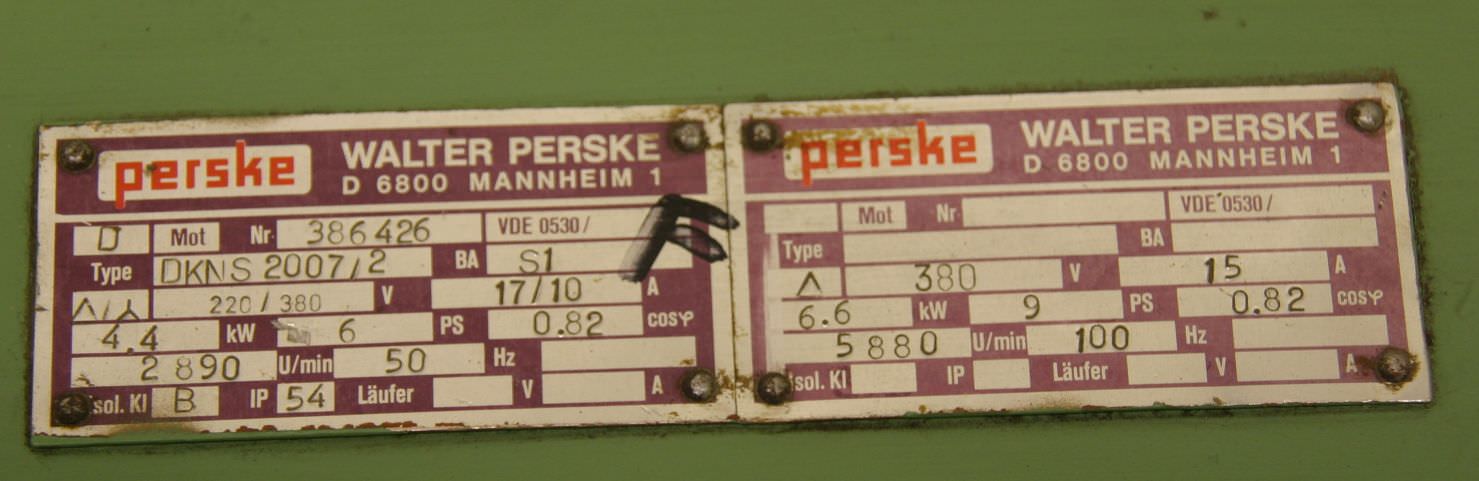 perske WALTER PERSKE
D 6800 MANNHEIM 1
D Mot Nr 386426 VDE 0530/
Type DKNS 2007/2 BA S1
Δ/Y 220/380 V 17/10 A
4.4 kW 6 PS 0.82 cosφ
2890 U/min 50 Hz
Isol. Kl B IP 54 Läufer V A
F
perske WALTER PERSKE
D 6800 MANNHEIM 1
Mot Nr VDE 0530/
Type BA
Δ 380 V 15 A
6.6 kW 9 PS 0.82 cosφ
5880 U/min 100 Hz
Isol. Kl IP Läufer V A